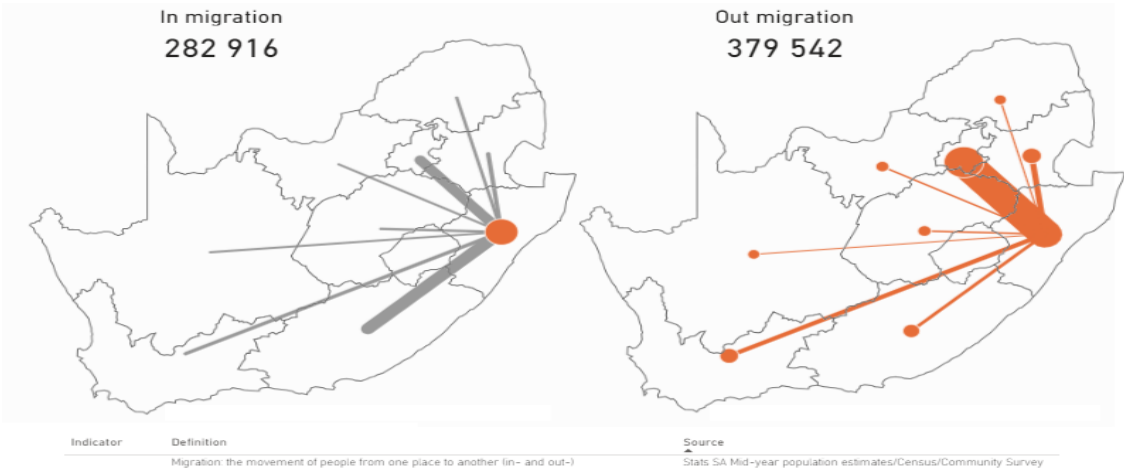 In migration
282 916
Out migration
379 542
Indicator Definition Source
Migration: the movement of people from one place to another (in- and out-) Stats SA Mid-year population estimates/Census/Community Survey